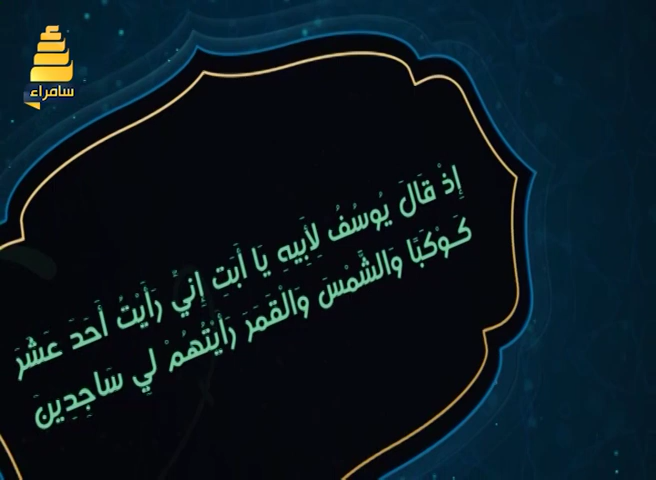 سامراء
إِذْ قَالَ يُوسُفُ لِأَبِيهِ يَا أَبَتِ إِنِّي رَأَيْتُ أَحَدَ عَشَرَ
كَوْكَبًا وَالشَّمْسَ وَالْقَمَرَ رَأَيْتُهُمْ لِي سَاجِدِينَ